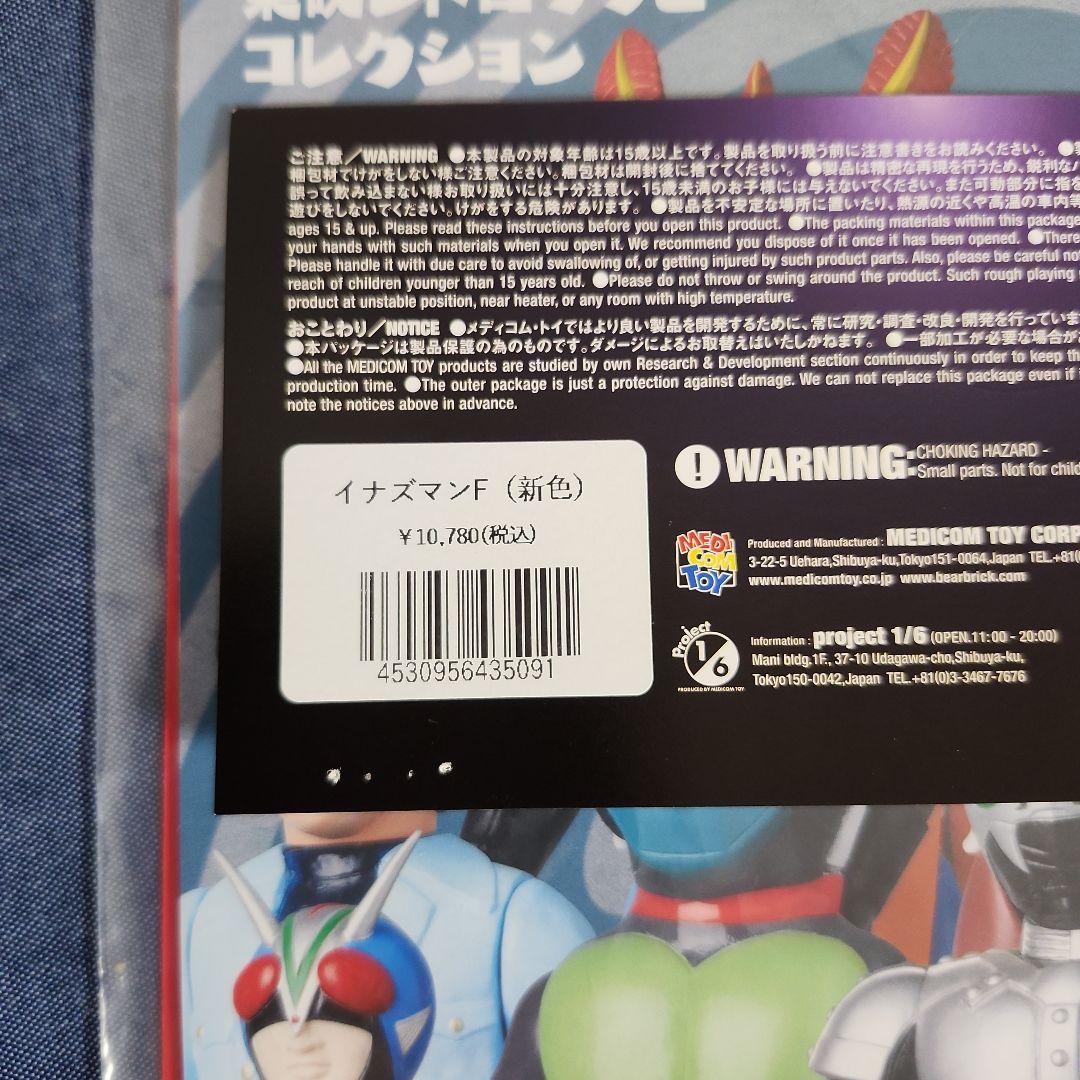 コレクション
ご注意／WARNING ●本製品の対象年齢は15歳以上です。製品を取り扱う前に注意書きをお読みください。
梱包材でけがをしない様ご注意ください。梱包材は開封後に捨ててください。 ●製品は精密な再現を行うため、鋭利な
誤って飲み込まない様お取り扱いには十分注意し、15歳未満のお子様には与えないでください。また可動部分に指を
遊びをしないでください。けがをする危険があります。 ●製品を不安定な場所に置いたり、熱源の近くや高温の車内等
ages 15 & up. Please read these instructions before you open this product. ●The packing materials within this package
your hands with such materials when you open it. We recommend you dispose of it once it has been opened. ●There
Please handle it with due care to avoid swallowing of, or getting injured by such product parts. Also, please be careful not
reach of children younger than 15 years old. ●Please do not throw or swing around the product. Such rough playing
product at unstable position, near heater, or any room with high temperature.
おことわり／NOTICE ●メディコム・トイではより良い製品を開発するために、常に研究・調査・改良・開発を行っていま
●本パッケージは製品保護の為のものです。ダメージによるお取替えはいたしかねます。 ●一部加工が必要な場合が
●All the MEDICOM TOY products are studied by own Research & Development section continuously in order to keep the
production time. ●The outer package is just a protection against damage. We can not replace this package even if
note the notices above in advance.
イナズマンF（新色）
¥10,780(税込)
4530956435091
! WARNING: CHOKING HAZARD -
Small parts. Not for child
MEDI COM TOY
Produced and Manufactured : MEDICOM TOY CORP
3-22-5 Uehara,Shibuya-ku,Tokyo151-0064,Japan TEL.+81(0
www.medicomtoy.co.jp www.bearbrick.com
Project 1/6
PRODUCED BY MEDICOM TOY
Information : project 1/6 (OPEN.11:00 - 20:00)
Mani bldg.1F., 37-10 Udagawa-cho,Shibuya-ku,
Tokyo150-0042,Japan TEL.+81(0)3-3467-7676